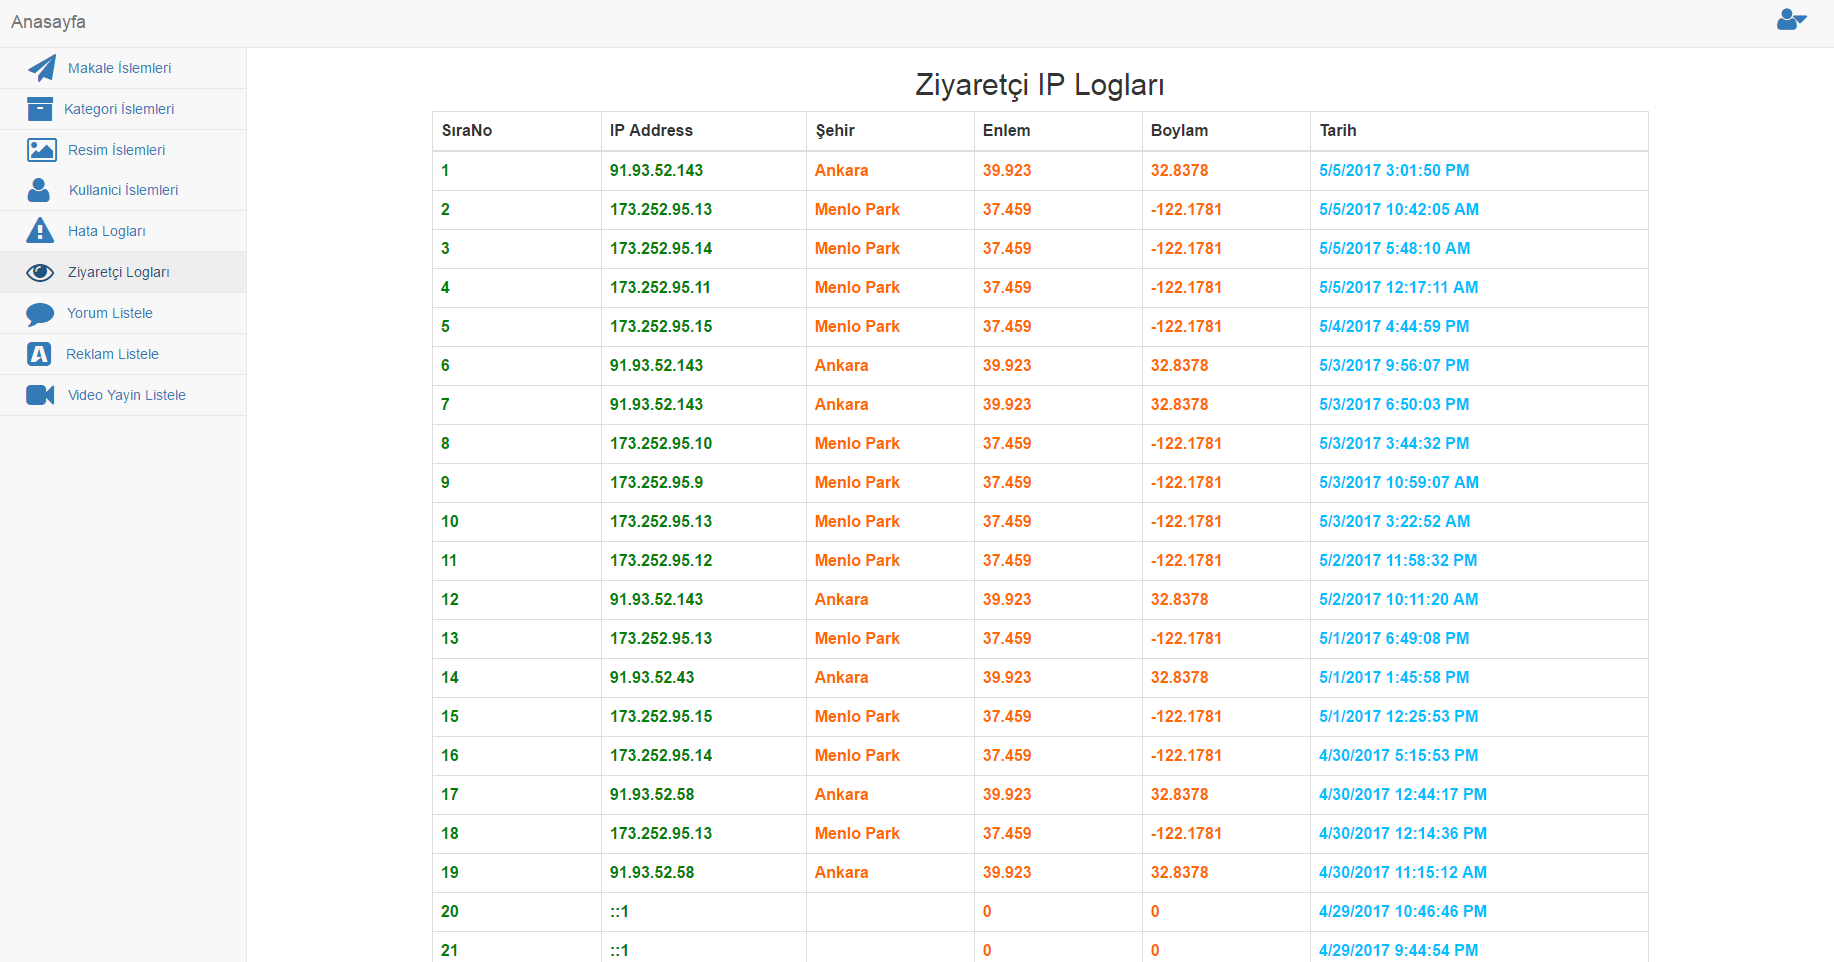 Anasayfa
Makale İslemleri
Kategori İslemleri
Resim İslemleri
Kullanici İslemleri
Hata Logları
Ziyaretçi Logları
Yorum Listele
Reklam Listele
Video Yayin Listele
Ziyaretçi IP Logları
SıraNo IP Address Şehir Enlem Boylam Tarih
1 91.93.52.143 Ankara 39.923 32.8378 5/5/2017 3:01:50 PM
2 173.252.95.13 Menlo Park 37.459 -122.1781 5/5/2017 10:42:05 AM
3 173.252.95.14 Menlo Park 37.459 -122.1781 5/5/2017 5:48:10 AM
4 173.252.95.11 Menlo Park 37.459 -122.1781 5/5/2017 12:17:11 AM
5 173.252.95.15 Menlo Park 37.459 -122.1781 5/4/2017 4:44:59 PM
6 91.93.52.143 Ankara 39.923 32.8378 5/3/2017 9:56:07 PM
7 91.93.52.143 Ankara 39.923 32.8378 5/3/2017 6:50:03 PM
8 173.252.95.10 Menlo Park 37.459 -122.1781 5/3/2017 3:44:32 PM
9 173.252.95.9 Menlo Park 37.459 -122.1781 5/3/2017 10:59:07 AM
10 173.252.95.13 Menlo Park 37.459 -122.1781 5/3/2017 3:22:52 AM
11 173.252.95.12 Menlo Park 37.459 -122.1781 5/2/2017 11:58:32 PM
12 91.93.52.143 Ankara 39.923 32.8378 5/2/2017 10:11:20 AM
13 173.252.95.13 Menlo Park 37.459 -122.1781 5/1/2017 6:49:08 PM
14 91.93.52.43 Ankara 39.923 32.8378 5/1/2017 1:45:58 PM
15 173.252.95.15 Menlo Park 37.459 -122.1781 5/1/2017 12:25:53 PM
16 173.252.95.14 Menlo Park 37.459 -122.1781 4/30/2017 5:15:53 PM
17 91.93.52.58 Ankara 39.923 32.8378 4/30/2017 12:44:17 PM
18 173.252.95.13 Menlo Park 37.459 -122.1781 4/30/2017 12:14:36 PM
19 91.93.52.58 Ankara 39.923 32.8378 4/30/2017 11:15:12 AM
20 ::1 0 0 4/29/2017 10:46:46 PM
21 ::1 0 0 4/29/2017 9:44:54 PM